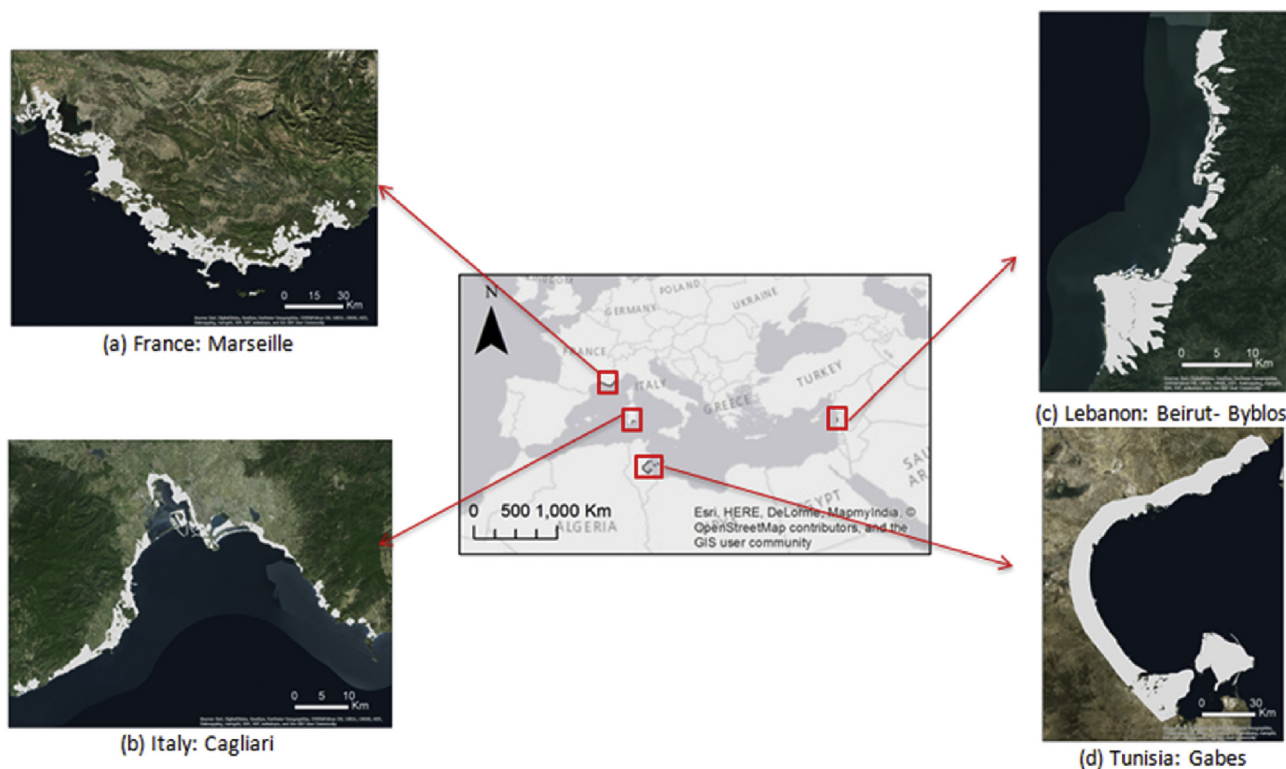 0 15 30
Km
(a) France: Marseille
0 5 10
Km
(b) Italy: Cagliari
N
KINGDOM
POLAND
GERMANY
UKRAINE
FRANCE
ITALY
TURKEY
GREECE
SAU
ARA
EGYPT
ALGERIA
0 500 1,000 Km
Esri, HERE, DeLorme, MapmyIndia, ©
OpenStreetMap contributors, and the
GIS user community
0 5 10
Km
(c) Lebanon: Beirut- Byblos
0 15 30
Km
(d) Tunisia: Gabes